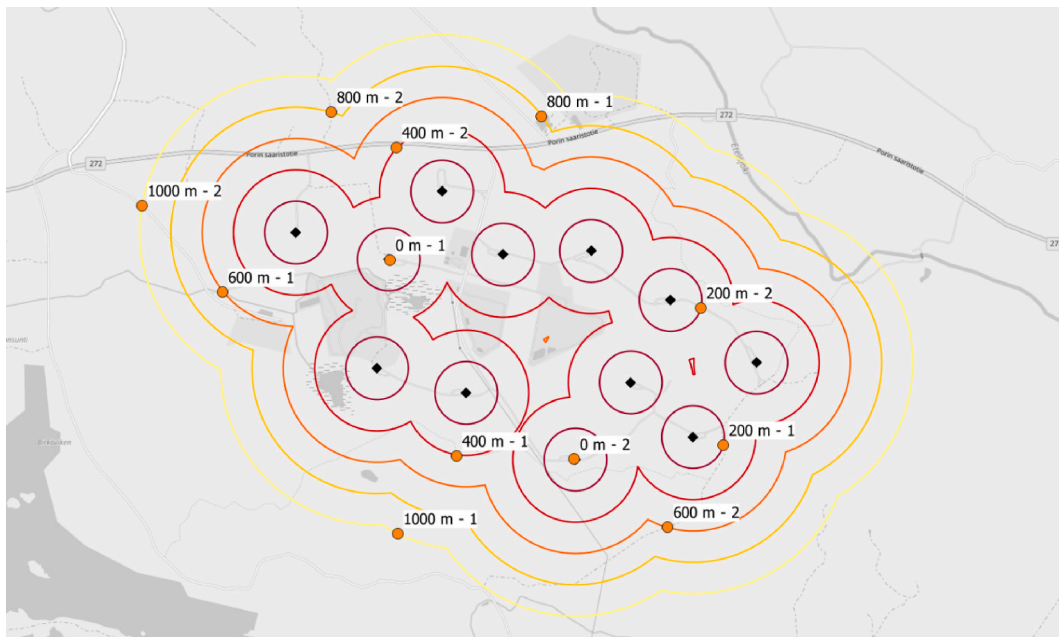 800 m - 2
800 m - 1
272
400 m - 2
Porin saaristotie
272
Porin saaristotie
1000 m - 2
272
0 m - 1
600 m - 1
200 m - 2
400 m - 1
0 m - 2
200 m - 1
600 m - 2
1000 m - 1